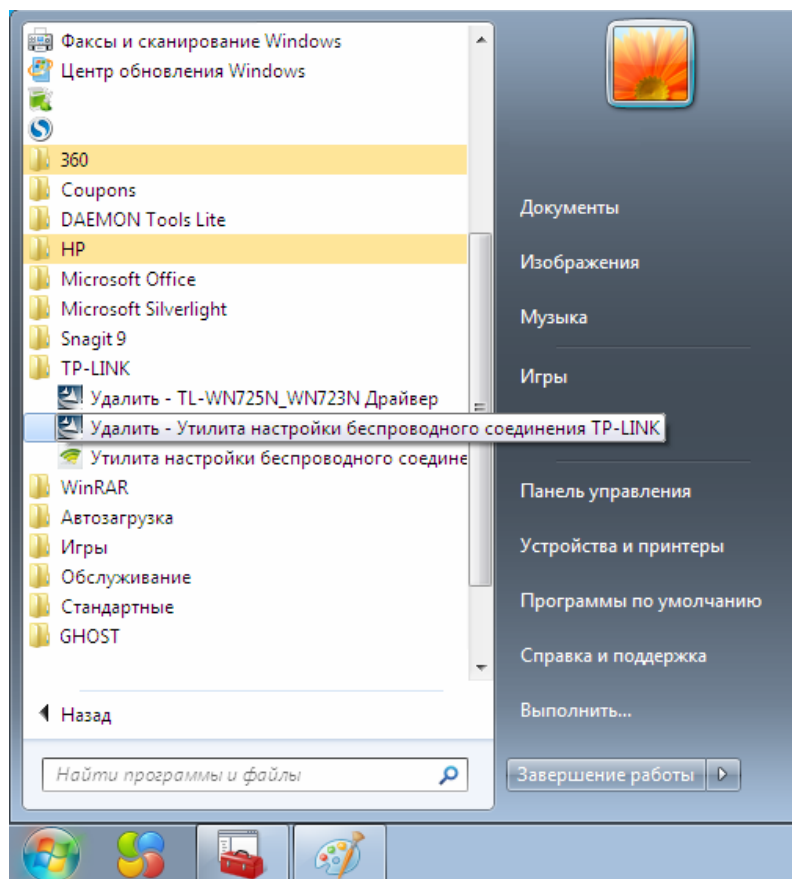 Факсы и сканирование Windows
Центр обновления Windows
360
Coupons
DAEMON Tools Lite
HP
Microsoft Office
Microsoft Silverlight
Snagit 9
TP-LINK
Удалить - TL-WN725N_WN723N Драйвер
Удалить - Утилита настройки беспроводного соединения TP-LINK
Утилита настройки беспроводного соедине
WinRAR
Автозагрузка
Игры
Обслуживание
Стандартные
GHOST
Назад
Найти программы и файлы
Документы
Изображения
Музыка
Игры
Панель управления
Устройства и принтеры
Программы по умолчанию
Справка и поддержка
Выполнить...
Завершение работы